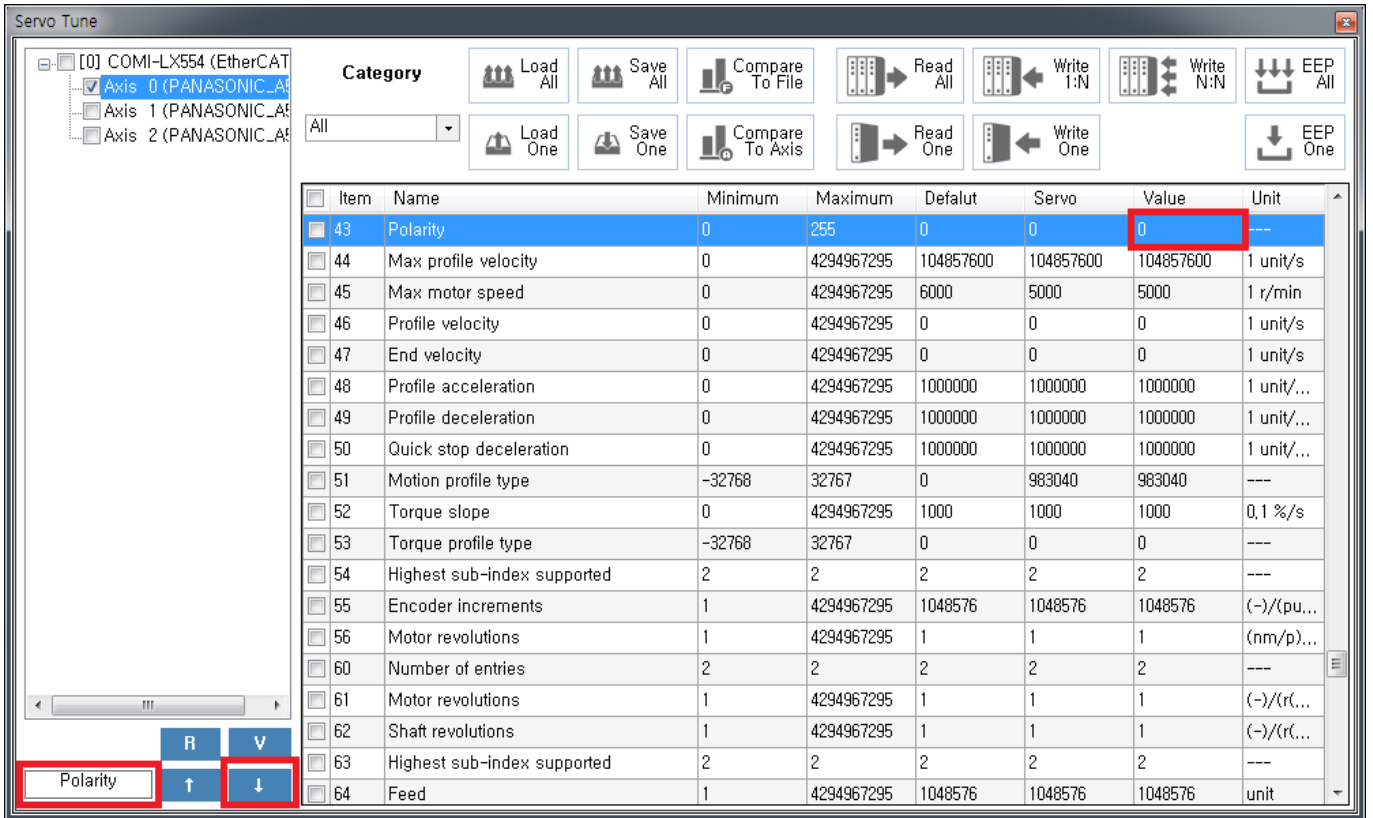 Servo Tune
[0] COMI-LX554 (EtherCAT
Axis 0 (PANASONIC_A5
Axis 1 (PANASONIC_A5
Axis 2 (PANASONIC_A5
Category
All
Load All
Save All
Compare To File
Read All
Write 1:N
Write N:N
EEP All
Load One
Save One
Compare To Axis
Read One
Write One
EEP One
Item Name Minimum Maximum Defalut Servo Value Unit
43 Polarity 0 255 0 0 0 ---
44 Max profile velocity 0 4294967295 104857600 104857600 104857600 1 unit/s
45 Max motor speed 0 4294967295 6000 5000 5000 1 r/min
46 Profile velocity 0 4294967295 0 0 0 1 unit/s
47 End velocity 0 4294967295 0 0 0 1 unit/s
48 Profile acceleration 0 4294967295 1000000 1000000 1000000 1 unit/...
49 Profile deceleration 0 4294967295 1000000 1000000 1000000 1 unit/...
50 Quick stop deceleration 0 4294967295 1000000 1000000 1000000 1 unit/...
51 Motion profile type -32768 32767 0 983040 983040 ---
52 Torque slope 0 4294967295 1000 1000 1000 0.1 %/s
53 Torque profile type -32768 32767 0 0 0 ---
54 Highest sub-index supported 2 2 2 2 2 ---
55 Encoder increments 1 4294967295 1048576 1048576 1048576 (-)/(pu...
56 Motor revolutions 1 4294967295 1 1 1 (nm/p)...
60 Number of entries 2 2 2 2 2 ---
61 Motor revolutions 1 4294967295 1 1 1 (-)/(r(...
62 Shaft revolutions 1 4294967295 1 1 1 (-)/(r(...
63 Highest sub-index supported 2 2 2 2 2 ---
64 Feed 1 4294967295 1048576 1048576 1048576 unit
R V
Polarity ↑ ↓